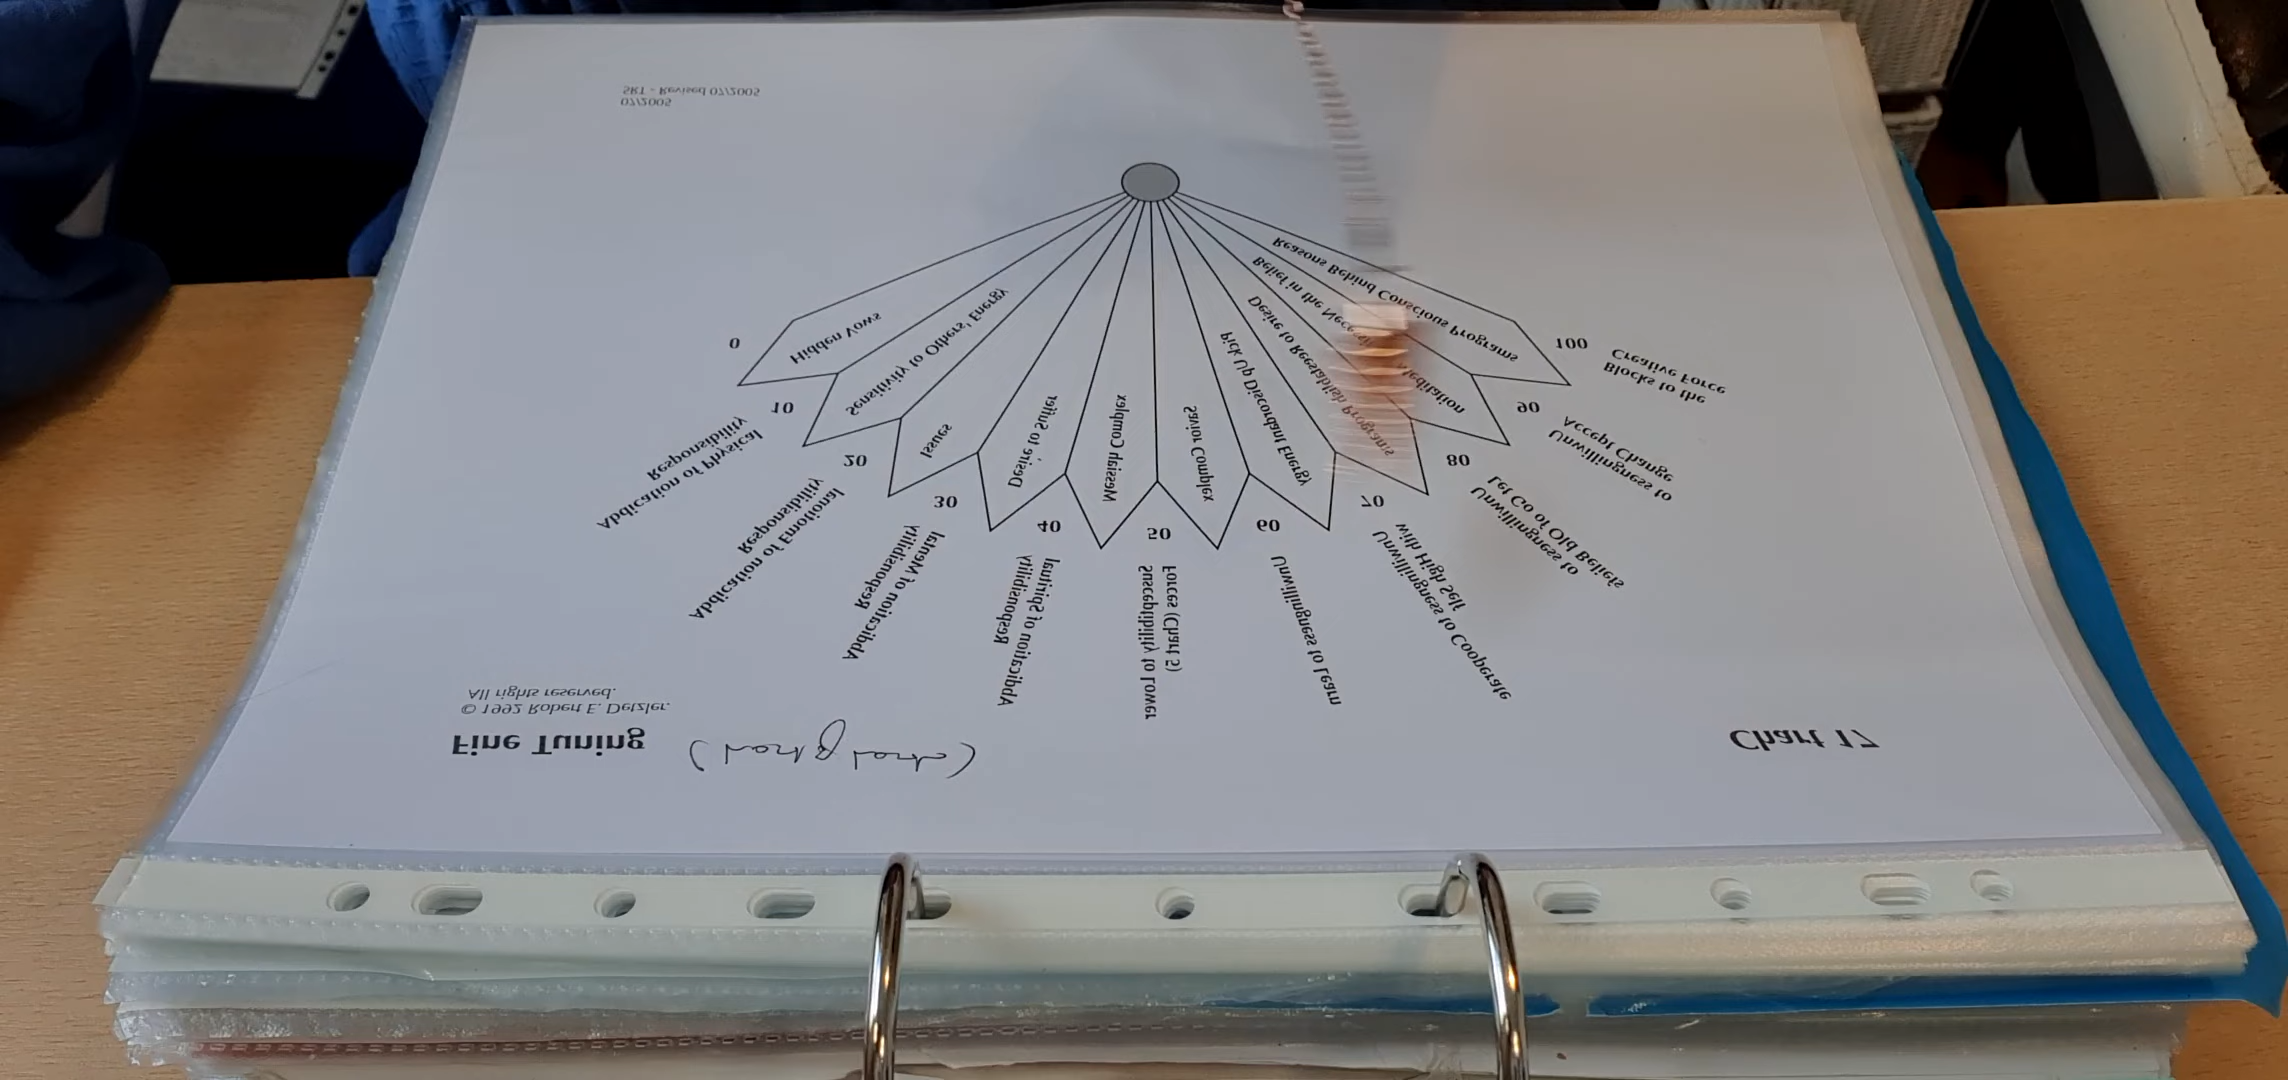 Fine Tuning
Chart 17
© 1992 Robert E. Detzler.
All rights reserved.
Abdication of Physical
Responsibility
Abdication of Emotional
Responsibility
Abdication of Mental
Responsibility
Abdication of Spiritual
Responsibility
Susceptibility to Lower
Forces (Chart 5)
Unwillingness to Learn
Unwillingness to Cooperate
with High Self
Unwillingness to
Let Go of Old Beliefs
Unwillingness to
Accept Change
Blocks to the
Creative Force
0
10
20
30
40
50
60
70
80
90
100
Hidden Vows
Sensitivity to Others' Energy
Issues
Desire to Suffer
Messiah Complex
Savior Complex
Pick Up Discordant Energy
Desire to Reestablish Programs
Belief in the Meditation
Reasons Behind Conscious Programs
07/2005
SRT - Revised 07/2005